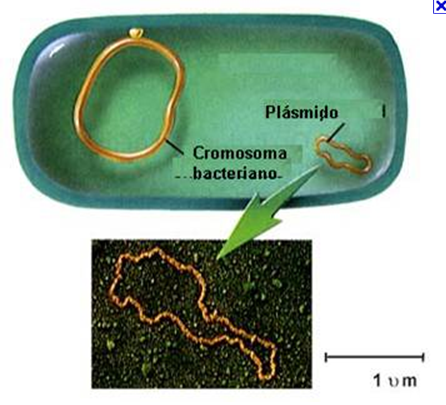 Plásmido
Cromosoma
bacteriano
1 υm